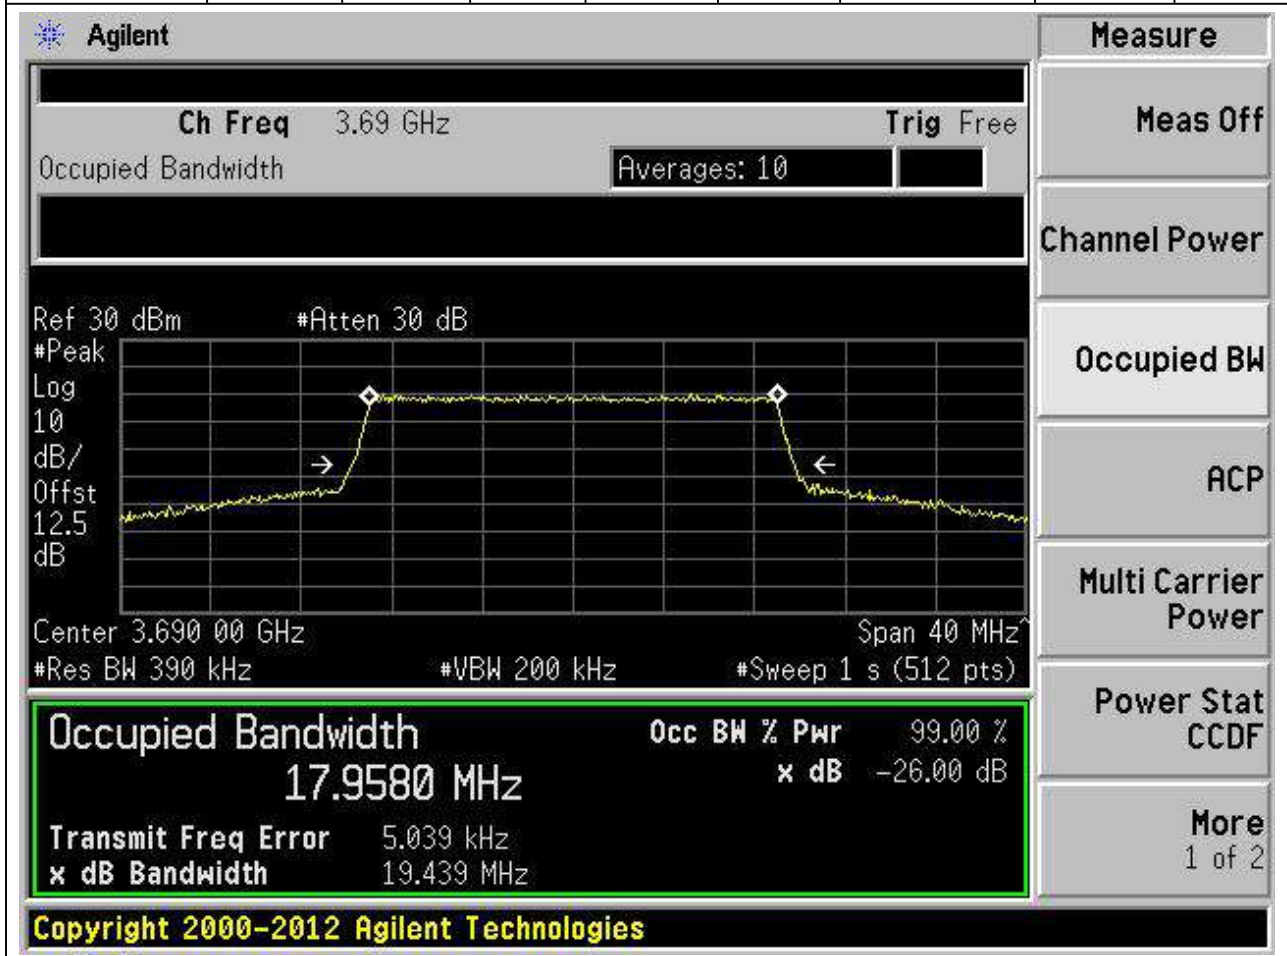 Agilent
Measure
Ch Freq 3.69 GHz Trig Free
Occupied Bandwidth Averages: 10
Meas Off
Channel Power
Occupied BW
ACP
Multi Carrier
Power
Power Stat
CCDF
More
1 of 2
Ref 30 dBm #Atten 30 dB
#Peak
Log
10
dB/
Offst
12.5
dB
Center 3.690 00 GHz Span 40 MHz^
#Res BW 390 kHz #VBW 200 kHz #Sweep 1 s (512 pts)
Occupied Bandwidth Occ BW % Pwr 99.00 %
17.9580 MHz x dB -26.00 dB
Transmit Freq Error 5.039 kHz
x dB Bandwidth 19.439 MHz
Copyright 2000-2012 Agilent Technologies